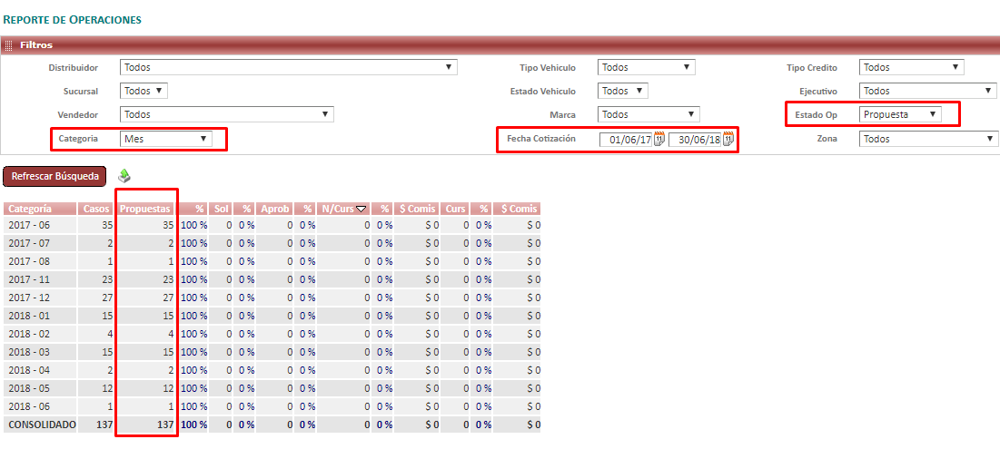 REPORTE DE OPERACIONES
Filtros
Distribuidor Todos Tipo Vehiculo Todos Tipo Credito Todos
Sucursal Todos Estado Vehiculo Todos Ejecutivo Todos
Vendedor Todos Marca Todos Estado Op Propuesta
Categoria Mes Fecha Cotización 01/06/17 11 30/06/18 11 Zona Todos
Refrescar Búsqueda
Categoría Casos Propuestas % Sol % Aprob % N/Curs % $ Comis Curs % $ Comis
2017 - 06 35 35 100 % 0 0 % 0 0 % 0 0 % $ 0 0 0 % $ 0
2017 - 07 2 2 100 % 0 0 % 0 0 % 0 0 % $ 0 0 0 % $ 0
2017 - 08 1 1 100 % 0 0 % 0 0 % 0 0 % $ 0 0 0 % $ 0
2017 - 11 23 23 100 % 0 0 % 0 0 % 0 0 % $ 0 0 0 % $ 0
2017 - 12 27 27 100 % 0 0 % 0 0 % 0 0 % $ 0 0 0 % $ 0
2018 - 01 15 15 100 % 0 0 % 0 0 % 0 0 % $ 0 0 0 % $ 0
2018 - 02 4 4 100 % 0 0 % 0 0 % 0 0 % $ 0 0 0 % $ 0
2018 - 03 15 15 100 % 0 0 % 0 0 % 0 0 % $ 0 0 0 % $ 0
2018 - 04 2 2 100 % 0 0 % 0 0 % 0 0 % $ 0 0 0 % $ 0
2018 - 05 12 12 100 % 0 0 % 0 0 % 0 0 % $ 0 0 0 % $ 0
2018 - 06 1 1 100 % 0 0 % 0 0 % 0 0 % $ 0 0 0 % $ 0
CONSOLIDADO 137 137 100 % 0 0 % 0 0 % 0 0 % $ 0 0 0 % $ 0